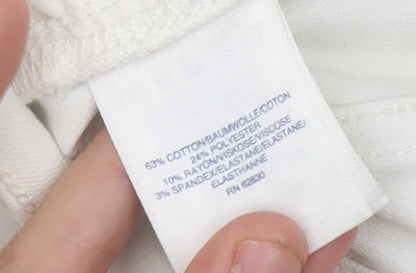 63% COTTON/BAUMWOLLE/COTON
24% POLYESTER
10% RAYON/VISKOSE/VISCOSE
3% SPANDEX/ELASTANE/ELASTANE/
ELASTHANNE
RN 62830